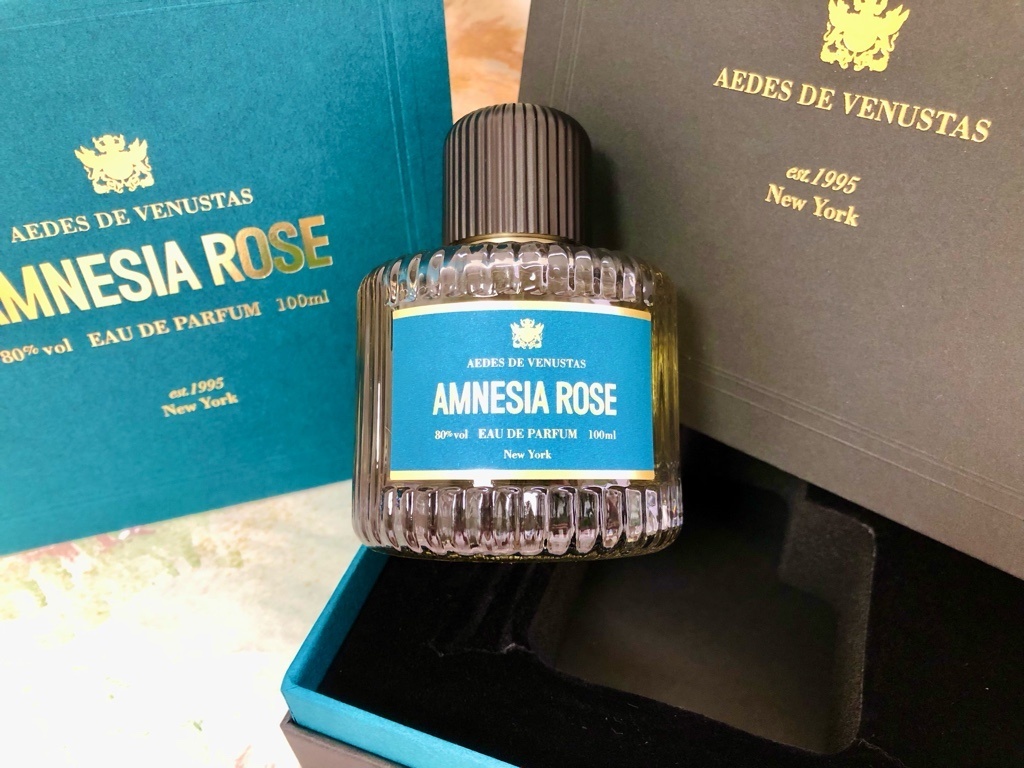 AEDES DE VENUSTAS
AMNESIA ROSE
80% vol EAU DE PARFUM 100ml
est.1995
New York
AEDES DE VENUSTAS
est.1995
New York
AEDES DE VENUSTAS
AMNESIA ROSE
80% vol EAU DE PARFUM 100ml
New York